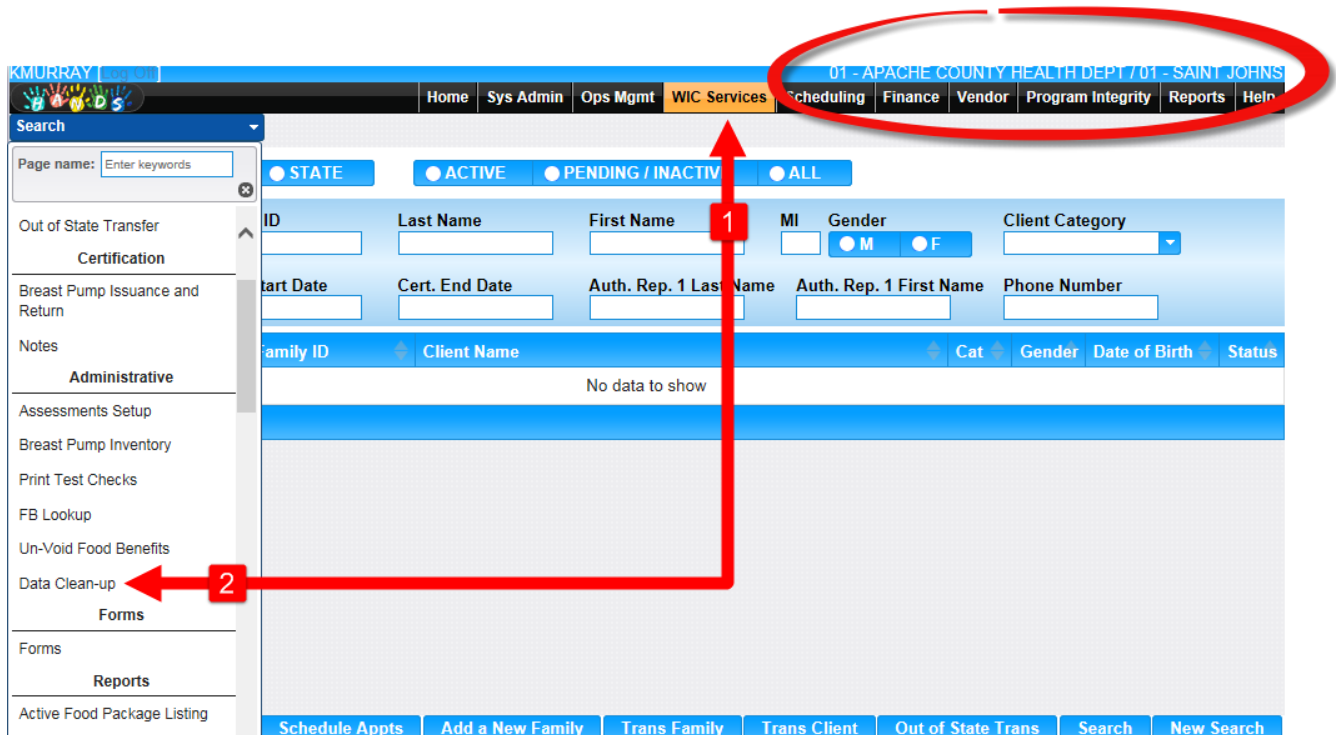 KMURRAY [Log Off]
01 - APACHE COUNTY HEALTH DEPT / 01 - SAINT JOHNS
HANDS
Home Sys Admin Ops Mgmt WIC Services Scheduling Finance Vendor Program Integrity Reports Help
Search
Page name: Enter keywords
STATE ACTIVE PENDING / INACTIV ALL
Out of State Transfer
Certification
Breast Pump Issuance and
Return
Notes
Administrative
Assessments Setup
Breast Pump Inventory
Print Test Checks
FB Lookup
Un-Void Food Benefits
Data Clean-up
Forms
Forms
Reports
Active Food Package Listing
ID Last Name First Name MI Gender Client Category
M F
tart Date Cert. End Date Auth. Rep. 1 Last Name Auth. Rep. 1 First Name Phone Number
amily ID Client Name Cat Gender Date of Birth Status
No data to show
1
2
Schedule Appts Add a New Family Trans Family Trans Client Out of State Trans Search New Search